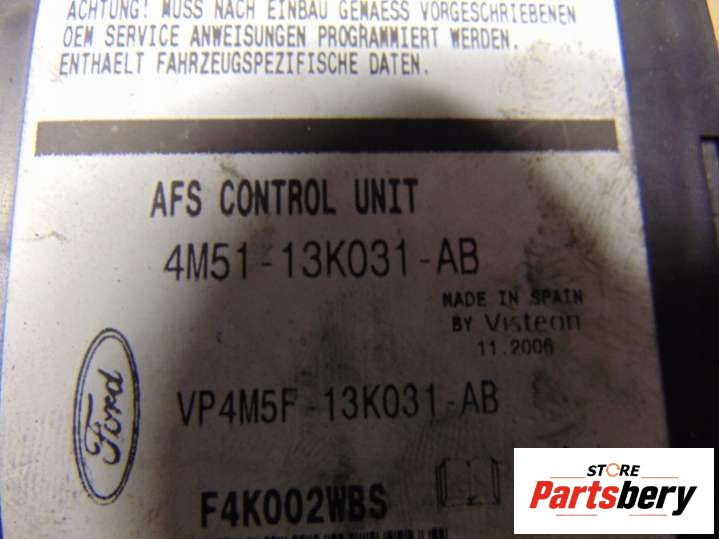 ACHTUNG! MUSS NACH EINBAU GEMAESS VORGESCHRIEBENEN
OEM SERVICE ANWEISUNGEN PROGRAMMIERT WERDEN.
ENTHAELT FAHRZEUGSPEZIFISCHE DATEN.
AFS CONTROL UNIT
4M51-13K031-AB
MADE IN SPAIN
BY Visteon
11.2006
Ford
VP4M5F-13K031-AB
F4K002WBS
STORE
Partsbery